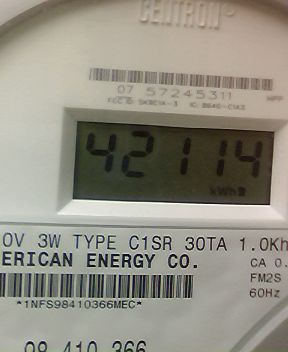 CENTRON®
07 57245311
42114
kWh
0V 3W TYPE C1SR 30TA 1.0Kh
ERICAN ENERGY CO.
CA 0.
FM2S
60Hz
*1NFS98410366MEC*
98 410 366